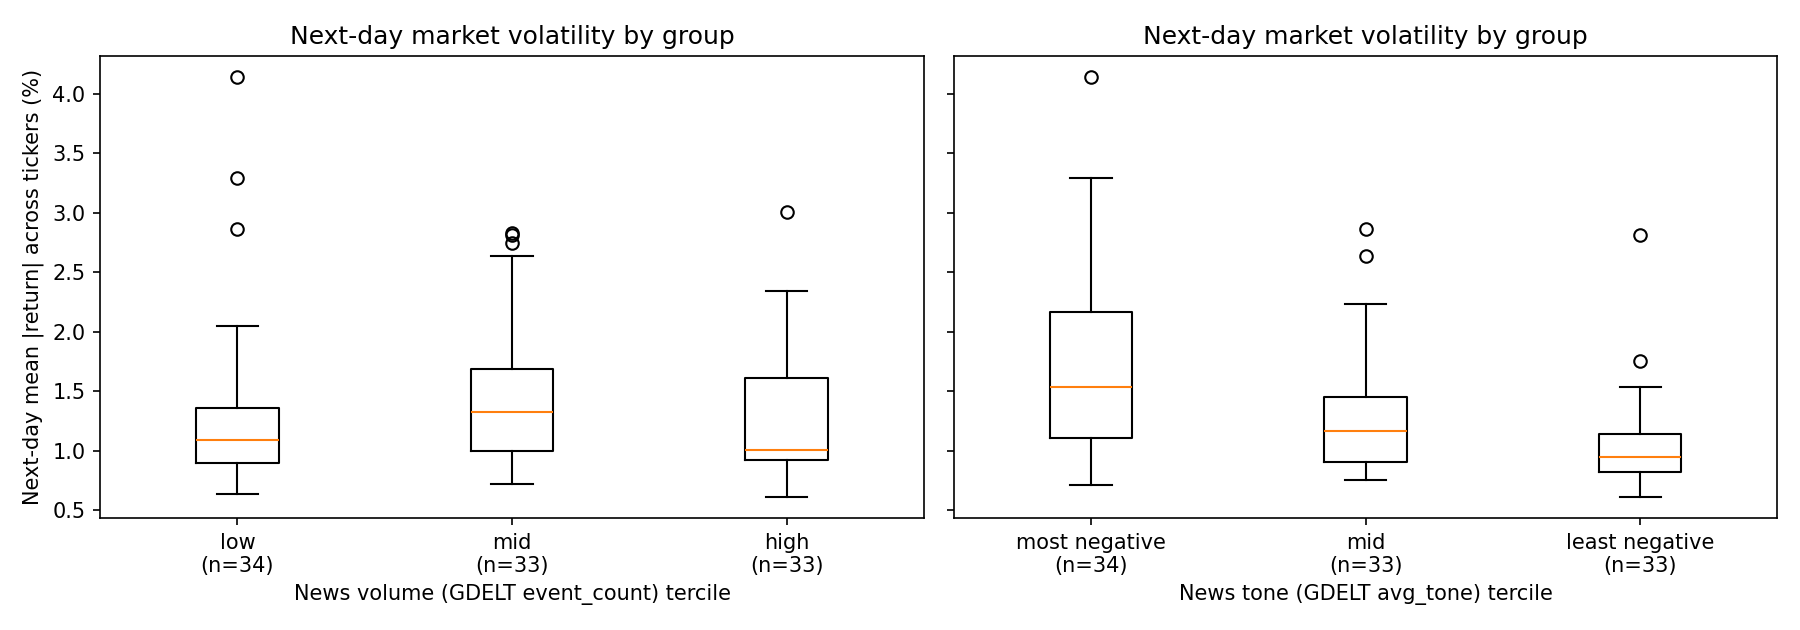 Next-day market volatility by group
Next-day mean |return| across tickers (%)
4.0
3.5
3.0
2.5
2.0
1.5
1.0
0.5
low
(n=34)
mid
(n=33)
high
(n=33)
News volume (GDELT event_count) tercile
Next-day market volatility by group
most negative
(n=34)
mid
(n=33)
least negative
(n=33)
News tone (GDELT avg_tone) tercile